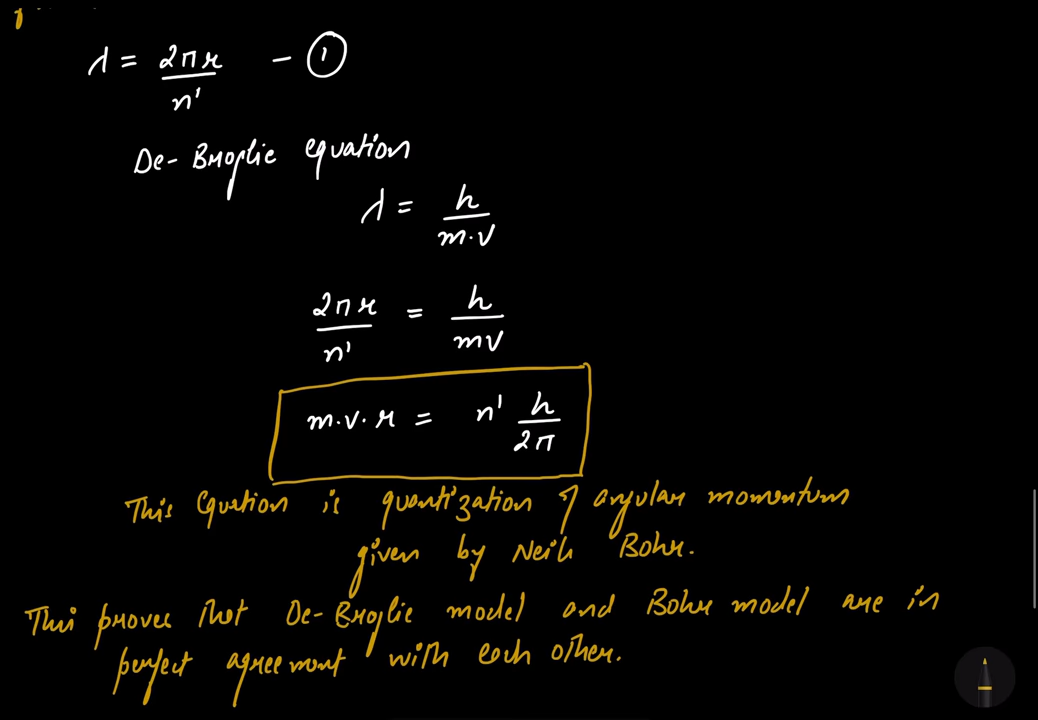 λ = 2πr/n' - ①
De-Broglie equation
λ = h/m.v
2πr/n' = h/mv
m.v.r = n' h/2π
This Equation is quantization of angular momentum
given by Neils Bohr.
This proves that De-Broglie model and Bohr model are in
perfect agreement with each other.